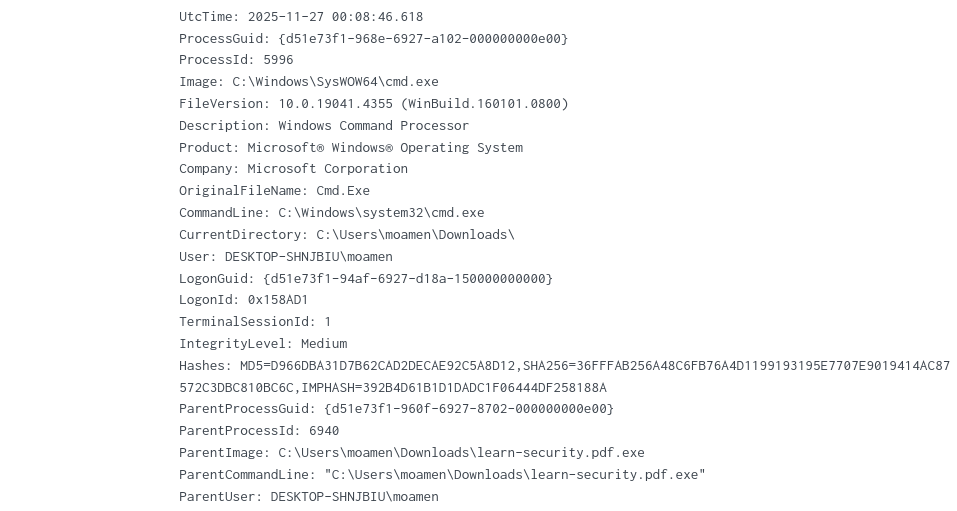 UtcTime: 2025-11-27 00:08:46.618
ProcessGuid: {d51e73f1-968e-6927-a102-000000000e00}
ProcessId: 5996
Image: C:\Windows\SysWOW64\cmd.exe
FileVersion: 10.0.19041.4355 (WinBuild.160101.0800)
Description: Windows Command Processor
Product: Microsoft® Windows® Operating System
Company: Microsoft Corporation
OriginalFileName: Cmd.Exe
CommandLine: C:\Windows\system32\cmd.exe
CurrentDirectory: C:\Users\moamen\Downloads\
User: DESKTOP-SHNJBIU\moamen
LogonGuid: {d51e73f1-94af-6927-d18a-150000000000}
LogonId: 0x158AD1
TerminalSessionId: 1
IntegrityLevel: Medium
Hashes: MD5=D966DBA31D7B62CAD2DECAE92C5A8D12,SHA256=36FFFAB256A48C6FB76A4D1199193195E7707E9019414AC87
572C3DBC810BC6C,IMPHASH=392B4D61B1D1DADC1F06444DF258188A
ParentProcessGuid: {d51e73f1-960f-6927-8702-000000000e00}
ParentProcessId: 6940
ParentImage: C:\Users\moamen\Downloads\learn-security.pdf.exe
ParentCommandLine: "C:\Users\moamen\Downloads\learn-security.pdf.exe"
ParentUser: DESKTOP-SHNJBIU\moamen